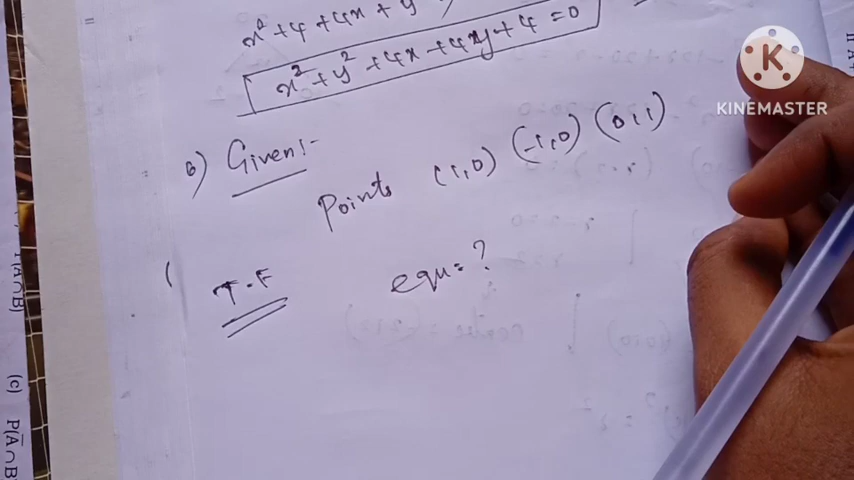 x² + 4 + 4x + y
x² + y² + 4x + 4xy + 4 = 0
6) Given:-
Points (1,0) (-1,0) (0,1)
T.F equ = ?
K
KINEMASTER
P(A∩B)
(c)
P(A̅∩B